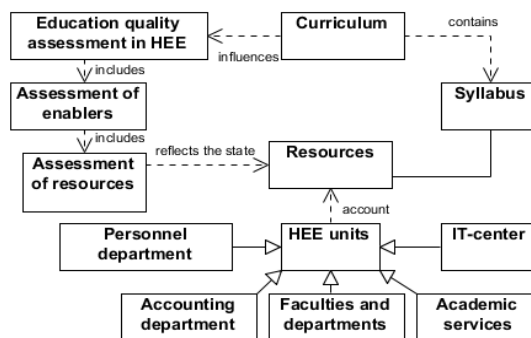 Education quality
assessment in HEE
Curriculum
contains
influences
includes
Assessment of
enablers
Syllabus
includes
Assessment
of resources
reflects the state
Resources
account
Personnel
department
HEE units
IT-center
Accounting
department
Faculties and
departments
Academic
services